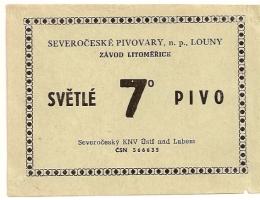 SEVEROČESKÉ PIVOVARY, n. p., LOUNY
ZÁVOD LITOMĚŘICE
SVĚTLÉ 7° PIVO
Severočeský KNV Ústí nad Labem
ČSN 566635